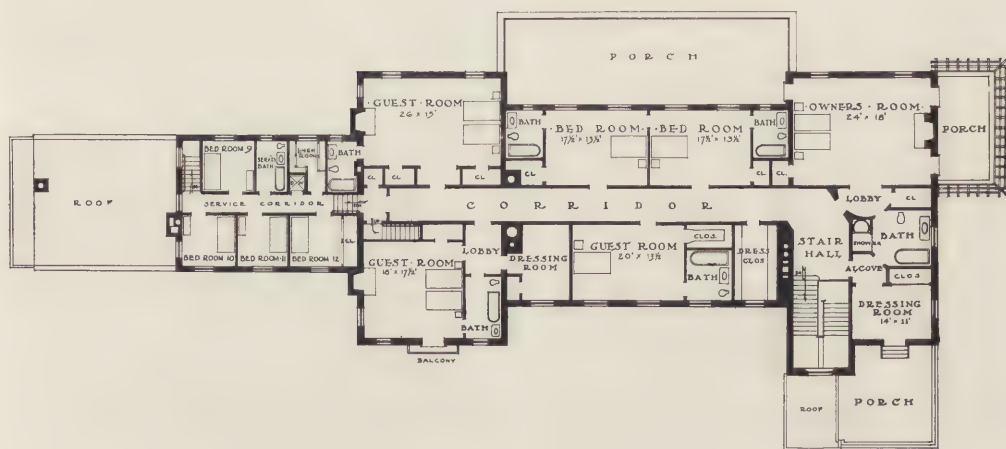 PORCH
GUEST·ROOM
26 x 19'
BATH
·BED ROOM·
17½' x 13½'
BED ROOM
17½' x 13½'
BATH
·OWNERS·ROOM·
24' x 18'
PORCH
ROOF
BED ROOM 9
SERV'S
BATH
LINEN
ROOM
BATH
CL
CL
CL
CL
CL
CL
CL
SERVICE CORRIDOR
CORRIDOR
LOBBY
BED ROOM 10
BED ROOM 11
BED ROOM 12
CL
GUEST·ROOM
18' x 17½'
LOBBY
DRESSING
ROOM
GUEST ROOM
20' x 13½
CLOS.
BATH
DRESS
CLOS
STAIR
HALL
SHOWER
BATH
ALCOVE
CLOS
DRESSING
ROOM
14' x 11'
BATH
BALCONY
ROOF
PORCH